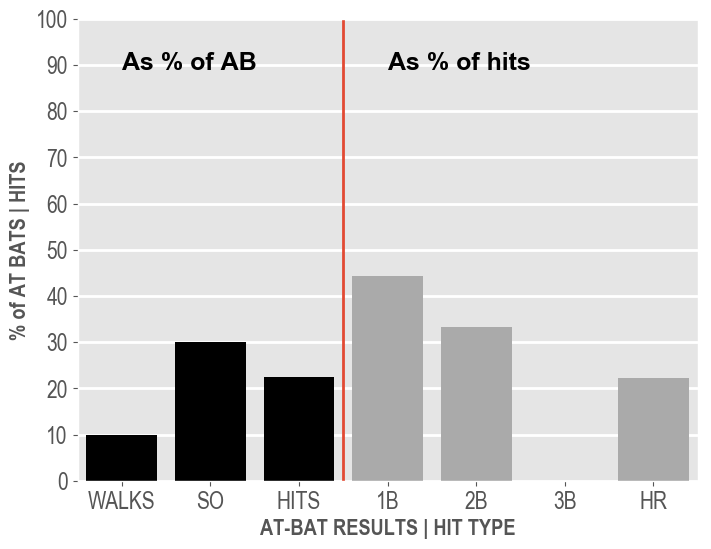 100
90
80
70
60
50
40
30
20
10
0
% of AT BATS | HITS
As % of AB
As % of hits
WALKS SO HITS 1B 2B 3B HR
AT-BAT RESULTS | HIT TYPE